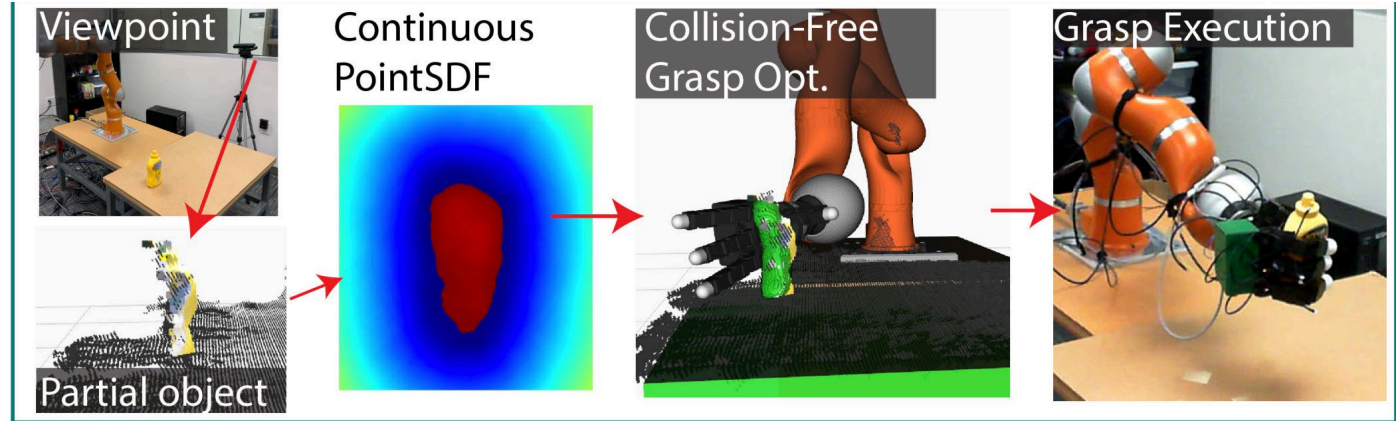 Viewpoint
Partial object
Continuous
PointSDF
Collision-Free
Grasp Opt.
Grasp Execution